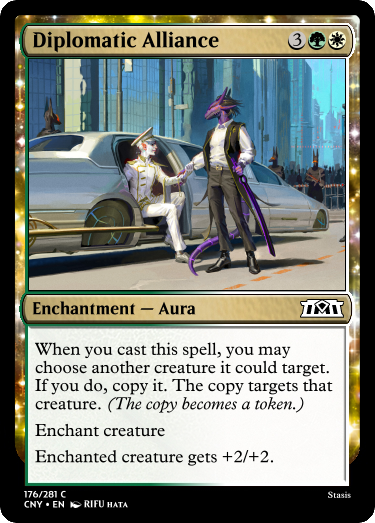 Diplomatic Alliance 3
Enchantment — Aura
When you cast this spell, you may
choose another creature it could target.
If you do, copy it. The copy targets that
creature. (The copy becomes a token.)
Enchant creature
Enchanted creature gets +2/+2.
176/281 C
Stasis
CNY • EN RIFU HATA